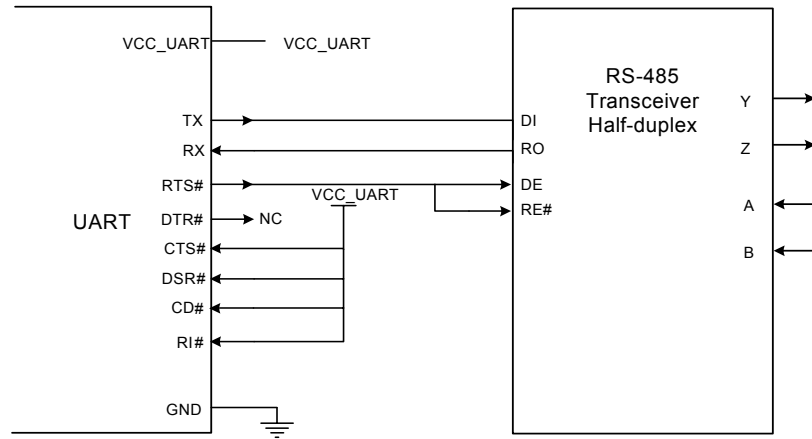 VCC_UART
VCC_UART
RS-485
Transceiver
Half-duplex
Y
TX
DI
RX
RO
Z
RTS#
DE
VCC_UART
RE#
A
UART
DTR#
NC
CTS#
B
DSR#
CD#
RI#
GND